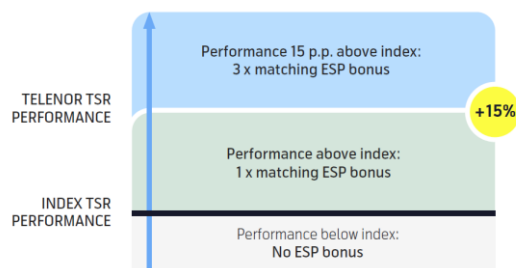 Performance 15 p.p. above index:
3 x matching ESP bonus
TELENOR TSR
PERFORMANCE
+15%
Performance above index:
1 x matching ESP bonus
INDEX TSR
PERFORMANCE
Performance below index:
No ESP bonus